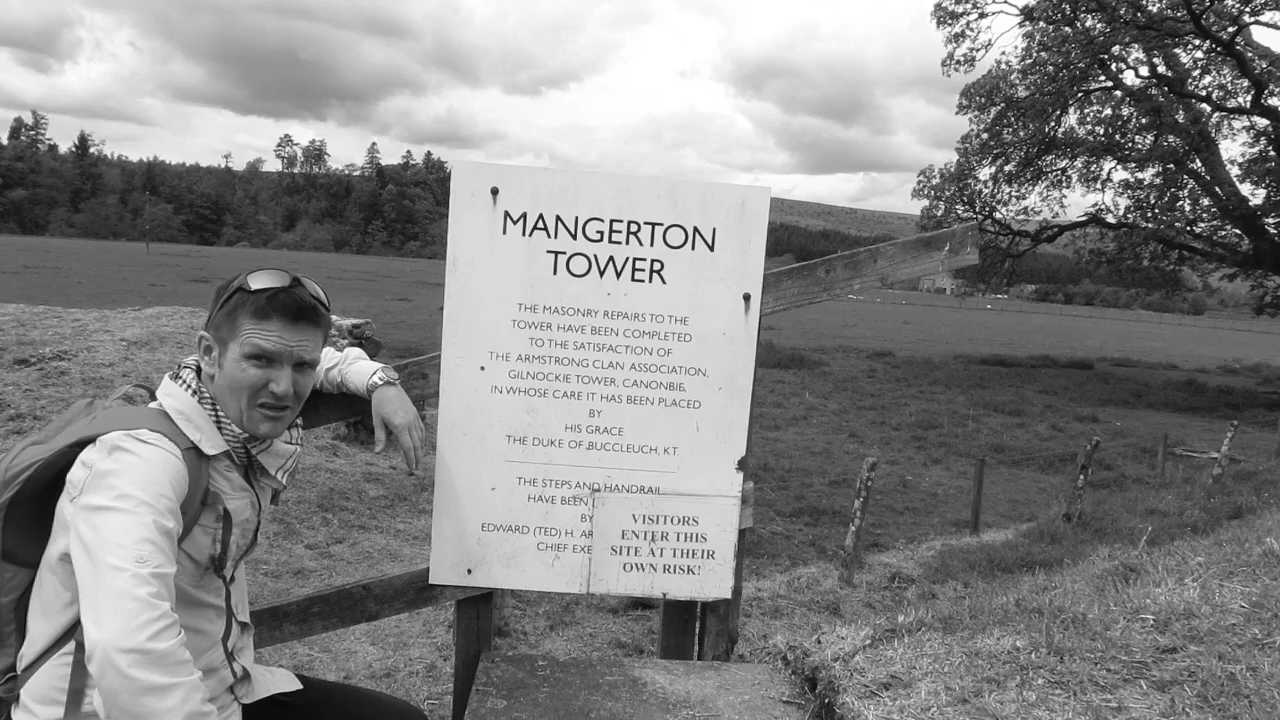 MANGERTON
TOWER
THE MASONRY REPAIRS TO THE
TOWER HAVE BEEN COMPLETED
TO THE SATISFACTION OF
THE ARMSTRONG CLAN ASSOCIATION,
GILNOCKIE TOWER, CANONBIE,
IN WHOSE CARE IT HAS BEEN PLACED
BY
HIS GRACE
THE DUKE OF BUCCLEUCH, KT.
THE STEPS AND HANDRAIL
HAVE BEEN
BY
EDWARD (TED) H. AR
CHIEF EXE
VISITORS
ENTER THIS
SITE AT THEIR
OWN RISK!